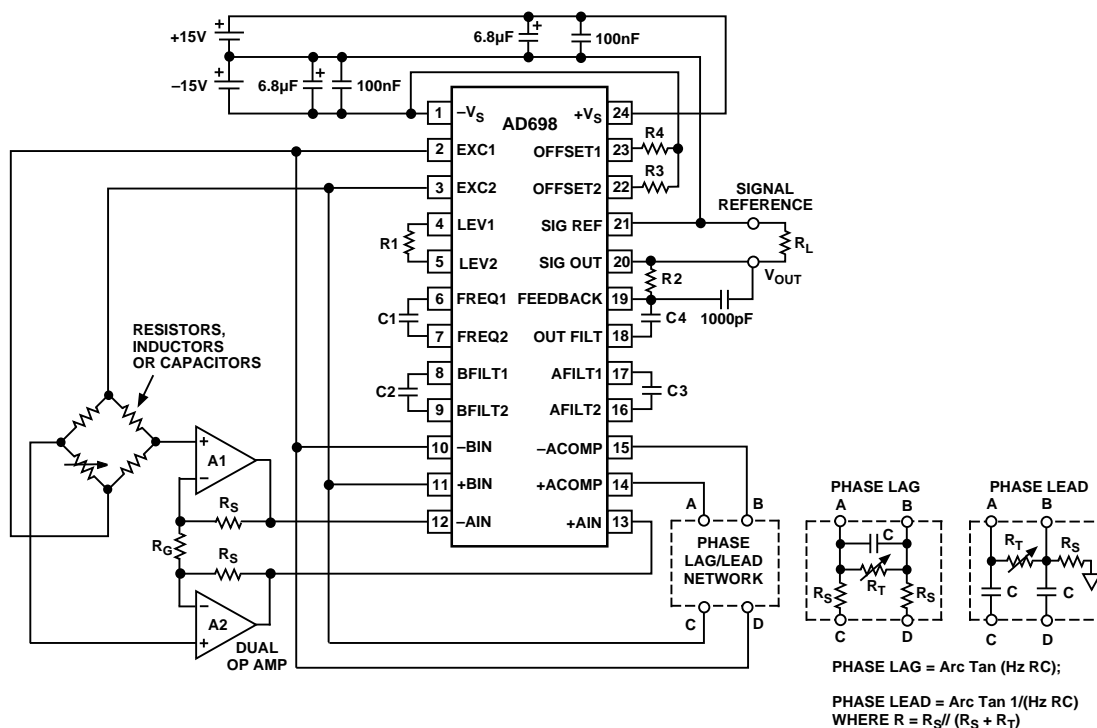 +15V
–15V
6.8µF
100nF
6.8µF
100nF
AD698
1
–VS
+VS
24
2
EXC1
OFFSET1
23
R4
3
EXC2
OFFSET2
22
R3
4
LEV1
SIG REF
21
SIGNAL
REFERENCE
R1
RL
5
LEV2
SIG OUT
20
R2
VOUT
6
FREQ1
FEEDBACK
19
C1
C4
1000pF
7
FREQ2
OUT FILT
18
8
BFILT1
AFILT1
17
C2
C3
9
BFILT2
AFILT2
16
10
–BIN
–ACOMP
15
11
+BIN
+ACOMP
14
12
–AIN
+AIN
13
RESISTORS,
INDUCTORS
OR CAPACITORS
+
A1
–
RS
RG
RS
–
A2
+
DUAL
OP AMP
A
B
PHASE
LAG/LEAD
NETWORK
C
D
PHASE LAG
A
B
C
RT
RS
RS
C
D
PHASE LEAD
A
B
RT
RS
C
C
C
D
PHASE LAG = Arc Tan (Hz RC);
PHASE LEAD = Arc Tan 1/(Hz RC)
WHERE R = RS// (RS + RT)